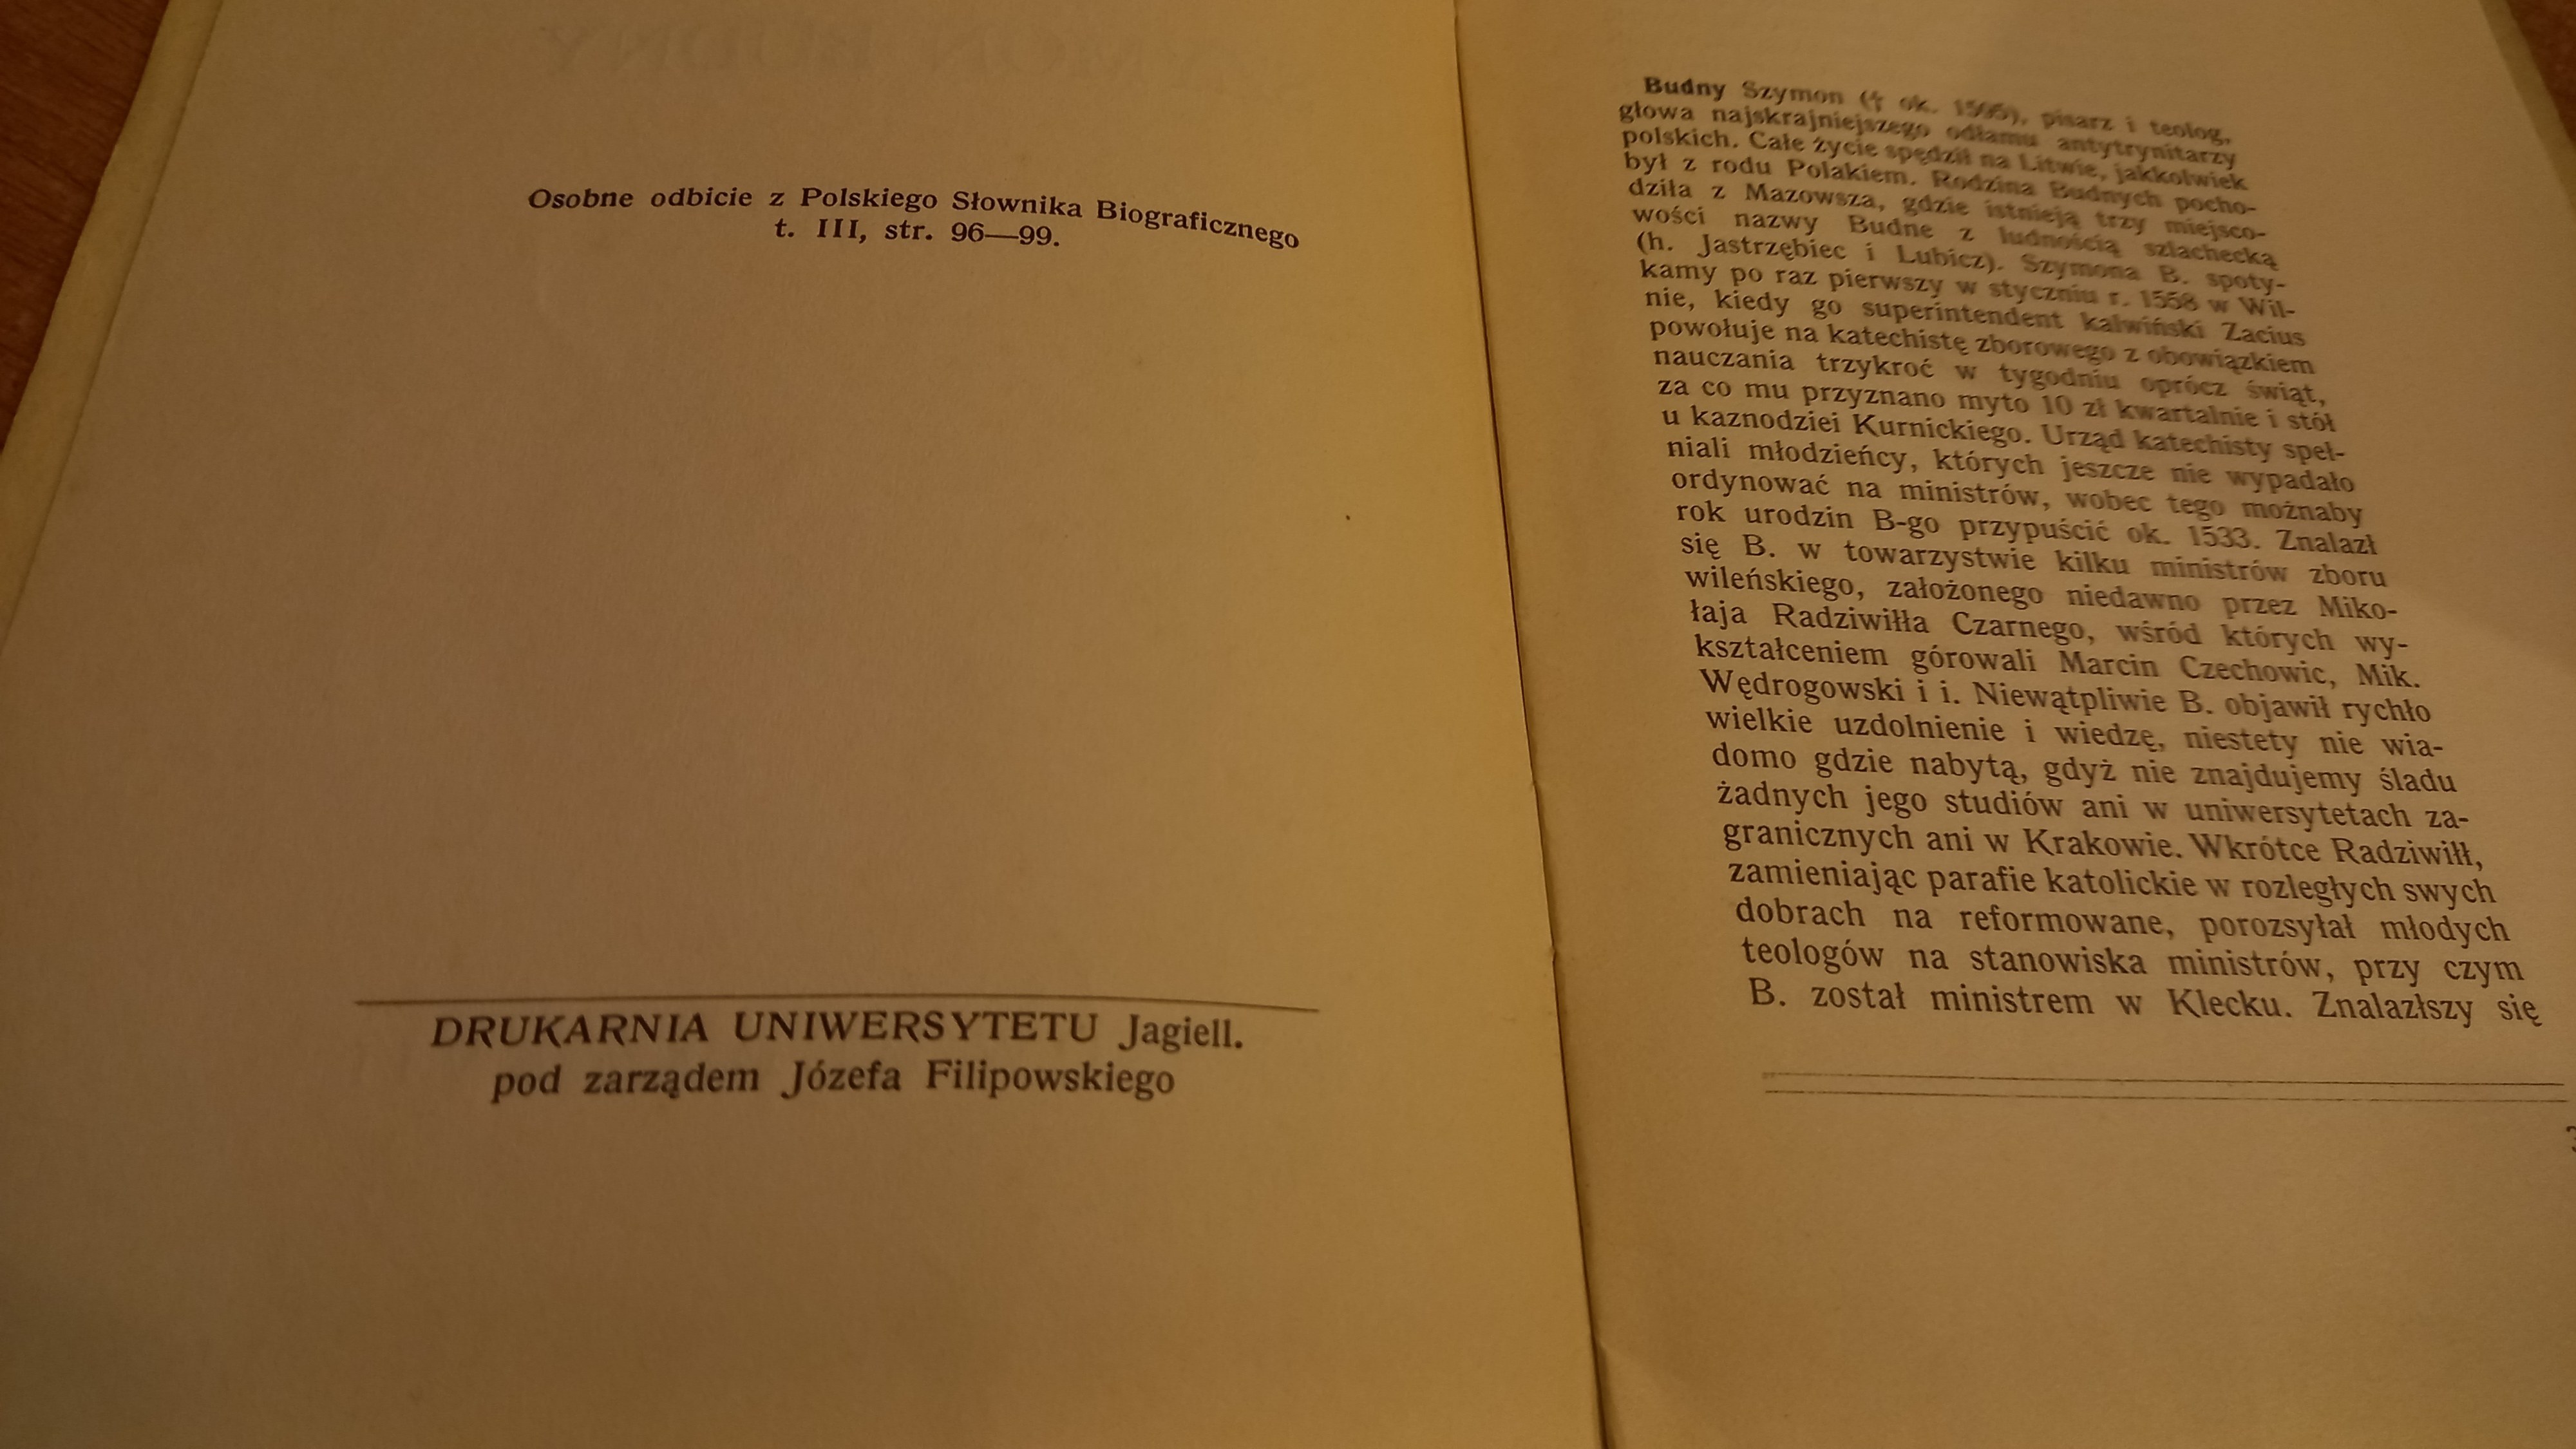 Osobne odbicie z Polskiego Słownika Biograficznego
t. III, str. 96—99.
DRUKARNIA UNIWERSYTETU Jagiell.
pod zarządem Józefa Filipowskiego
Budny Szymon († ok. 1595), pisarz i teolog,
głowa najskrajniejszego odłamu antytrynitarzy
polskich. Całe życie spędził na Litwie, jakkolwiek
był z rodu Polakiem. Rodzina Budnych pocho-
dziła z Mazowsza, gdzie istnieją trzy miejsco-
wości nazwy Budne z ludnością szlachecką
(h. Jastrzębiec i Lubicz). Szymona B. spoty-
kamy po raz pierwszy w styczniu r. 1558 w Wil-
nie, kiedy go superintendent kalwiński Zacius
powołuje na katechistę zborowego z obowiązkiem
nauczania trzykroć w tygodniu oprócz świąt,
za co mu przyznano myto 10 zł kwartalnie i stół
u kaznodziei Kurnickiego. Urząd katechisty speł-
niali młodzieńcy, których jeszcze nie wypadało
ordynować na ministrów, wobec tego możnaby
rok urodzin B-go przypuścić ok. 1533. Znalazł
się B. w towarzystwie kilku ministrów zboru
wileńskiego, założonego niedawno przez Miko-
łaja Radziwiłła Czarnego, wśród których wy-
kształceniem górowali Marcin Czechowic, Mik.
Wędrogowski i i. Niewątpliwie B. objawił rychło
wielkie uzdolnienie i wiedzę, niestety nie wia-
domo gdzie nabytą, gdyż nie znajdujemy śladu
żadnych jego studiów ani w uniwersytetach za-
granicznych ani w Krakowie. Wkrótce Radziwiłł,
zamieniając parafie katolickie w rozległych swych
dobrach na reformowane, porozsyłał młodych
teologów na stanowiska ministrów, przy czym
B. został ministrem w Klecku. Znalazłszy się